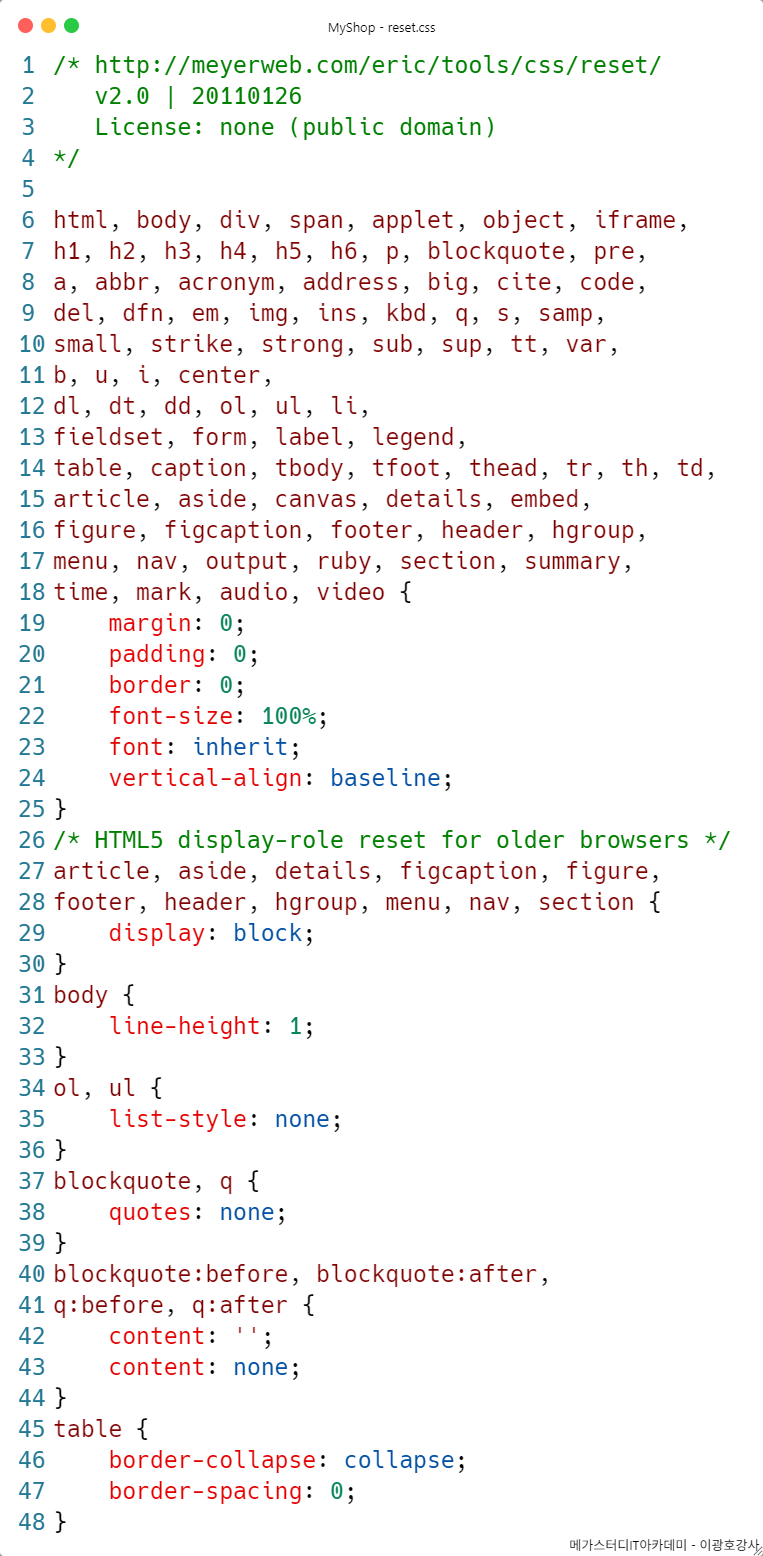 MyShop - reset.css
1 /* http://meyerweb.com/eric/tools/css/reset/
2    v2.0 | 20110126
3    License: none (public domain)
4 */
5
6 html, body, div, span, applet, object, iframe,
7 h1, h2, h3, h4, h5, h6, p, blockquote, pre,
8 a, abbr, acronym, address, big, cite, code,
9 del, dfn, em, img, ins, kbd, q, s, samp,
10 small, strike, strong, sub, sup, tt, var,
11 b, u, i, center,
12 dl, dt, dd, ol, ul, li,
13 fieldset, form, label, legend,
14 table, caption, tbody, tfoot, thead, tr, th, td,
15 article, aside, canvas, details, embed,
16 figure, figcaption, footer, header, hgroup,
17 menu, nav, output, ruby, section, summary,
18 time, mark, audio, video {
19     margin: 0;
20     padding: 0;
21     border: 0;
22     font-size: 100%;
23     font: inherit;
24     vertical-align: baseline;
25 }
26 /* HTML5 display-role reset for older browsers */
27 article, aside, details, figcaption, figure,
28 footer, header, hgroup, menu, nav, section {
29     display: block;
30 }
31 body {
32     line-height: 1;
33 }
34 ol, ul {
35     list-style: none;
36 }
37 blockquote, q {
38     quotes: none;
39 }
40 blockquote:before, blockquote:after,
41 q:before, q:after {
42     content: '';
43     content: none;
44 }
45 table {
46     border-collapse: collapse;
47     border-spacing: 0;
48 }
메가스터디IT아카데미 - 이광호강사